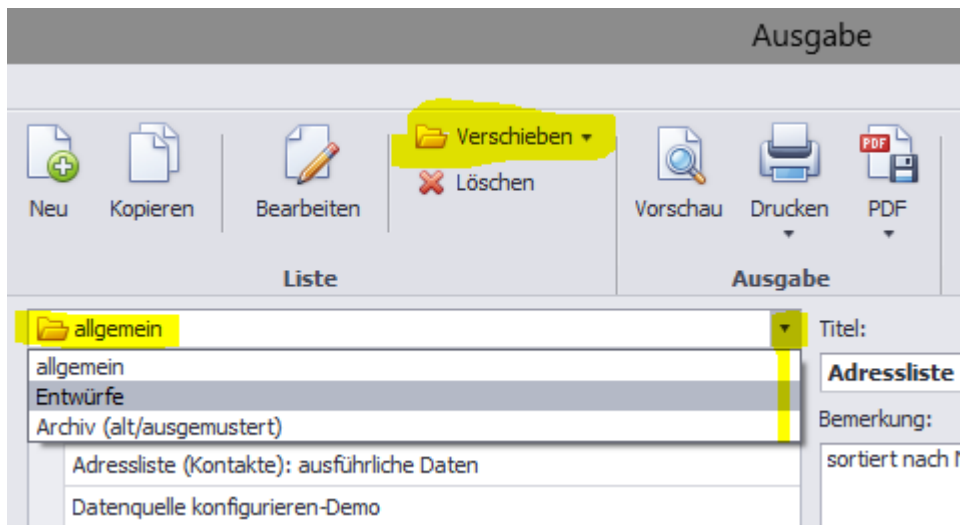 Ausgabe
Verschieben
Löschen
Neu
Kopieren
Bearbeiten
Vorschau
Drucken
PDF
PDF
Liste
Ausgabe
allgemein
Titel:
allgemein
Adressliste
Entwürfe
Archiv (alt/ausgemustert)
Bemerkung:
Adressliste (Kontakte): ausführliche Daten
sortiert nach
Datenquelle konfigurieren-Demo